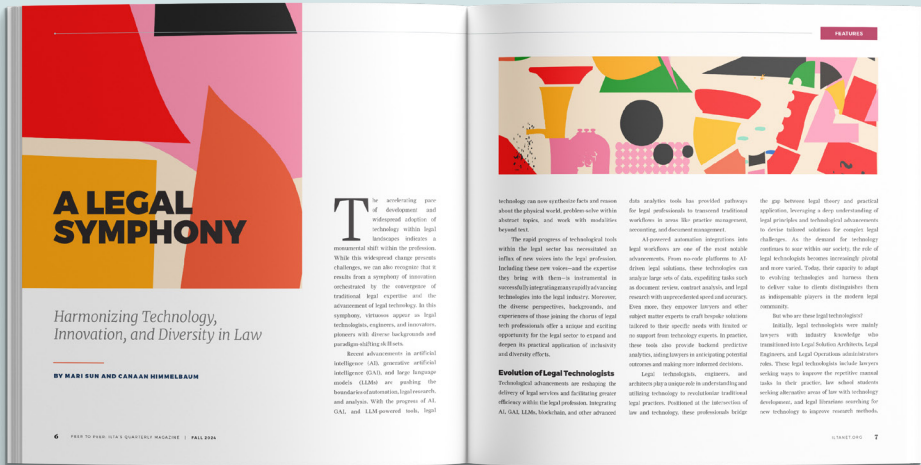 A LEGAL
SYMPHONY
Harmonizing Technology,
Innovation, and Diversity in Law
BY MARI SUN AND CANAAN HIMMELBAUM
The accelerating pace
of development and
widespread adoption of
technology within legal
landscapes indicates a
monumental shift within the profession.
While this widespread change presents
challenges, we can also recognize that it
results from a symphony of innovation
orchestrated by the convergence of
traditional legal expertise and the
advancement of legal technology. In this
symphony, virtuosos appear as legal
technologists, engineers, and innovators,
pioneers with diverse backgrounds and
paradigm-shifting skillsets.
Recent advancements in artificial
intelligence (AI), generative artificial
intelligence (GAI), and large language
models (LLMs) are pushing the
boundaries of automation, legal research,
and analysis. With the progress of AI,
GAI, and LLM-powered tools, legal
6 PEER TO PEER: ILTA'S QUARTERLY MAGAZINE | FALL 2024
FEATURES
technology can now synthesize facts and reason
about the physical world, problem-solve within
abstract topics, and work with modalities
beyond text.
The rapid progress of technological tools
within the legal sector has necessitated an
influx of new voices into the legal profession.
Including these new voices—and the expertise
they bring with them—is instrumental in
successfully integrating many rapidly advancing
technologies into the legal industry. Moreover,
the diverse perspectives, backgrounds, and
experiences of those joining the chorus of legal
tech professionals offer a unique and exciting
opportunity for the legal sector to expand and
deepen its practical application of inclusivity
and diversity efforts.
Evolution of Legal Technologists
Technological advancements are reshaping the
delivery of legal services and facilitating greater
efficiency within the legal profession. Integrating
AI, GAI, LLMs, blockchain, and other advanced
data analytics tools has provided pathways
for legal professionals to transcend traditional
workflows in areas like practice management,
accounting, and document management.
AI-powered automation integrations into
legal workflows are one of the most notable
advancements. From no-code platforms to AI-
driven legal solutions, these technologies can
analyze large sets of data, expediting tasks such
as document review, contract analysis, and legal
research with unprecedented speed and accuracy.
Even more, they empower lawyers and other
subject matter experts to craft bespoke solutions
tailored to their specific needs with limited or
no support from technology experts. In practice,
these tools also provide backend predictive
analytics, aiding lawyers to anticipating potential
outcomes and making more informed decisions.
Legal technologists, engineers, and
architects play a unique role in understanding and
utilizing technology to revolutionize traditional
legal practices. Positioned at the intersection of
law and technology, these professionals bridge
the gap between legal theory and practical
application, leveraging a deep understanding of
legal principles and technological advancements
to devise tailored solutions for complex legal
challenges. As the demand for technology
continues to soar within our society, the role of
legal technologists becomes increasingly pivotal
and more varied. Today, their capacity to adapt
to evolving technologies and harness them
to deliver value to clients distinguishes them
as indispensable players in the modern legal
community.
But who are these legal technologists?
Initially, legal technologists were mainly
lawyers with industry knowledge who
transitioned into Legal Solution Architects, Legal
Engineers, and Legal Operations administrators
roles. These legal technologists include lawyers
seeking ways to improve the repetitive manual
tasks in their practice, law school students
seeking alternative areas of law with technology
development, and legal librarians searching for
new technology to improve research methods.
ILTANET.ORG 7